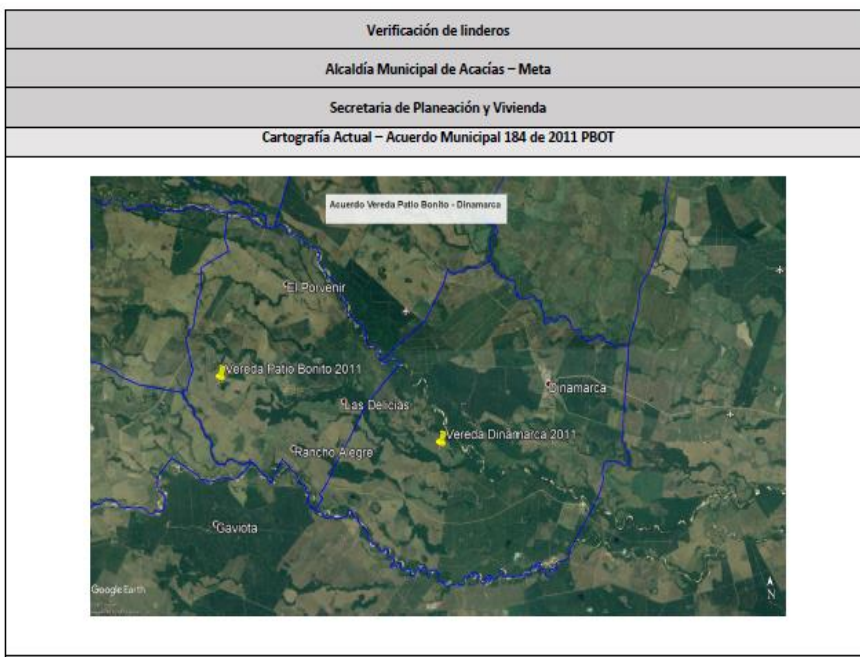 Verificación de linderos
Alcaldía Municipal de Acacías – Meta
Secretaria de Planeación y Vivienda
Cartografía Actual – Acuerdo Municipal 184 de 2011 PBOT
Acuerdo Vereda Patio Bonito - Dinamarca
El Porvenir
Vereda Patio Bonito 2011
Dinamarca
Las Delicias
Vereda Dinamarca 2011
Rancho Alegre
Gaviota
Google Earth
N